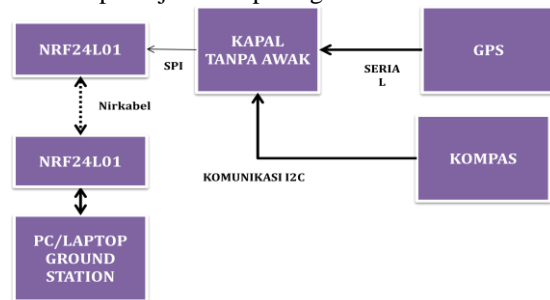 NRF24L01
SPI
KAPAL
TANPA AWAK
SERIA
L
GPS
Nirkabel
NRF24L01
KOMUNIKASI I2C
KOMPAS
PC/LAPTOP
GROUND
STATION